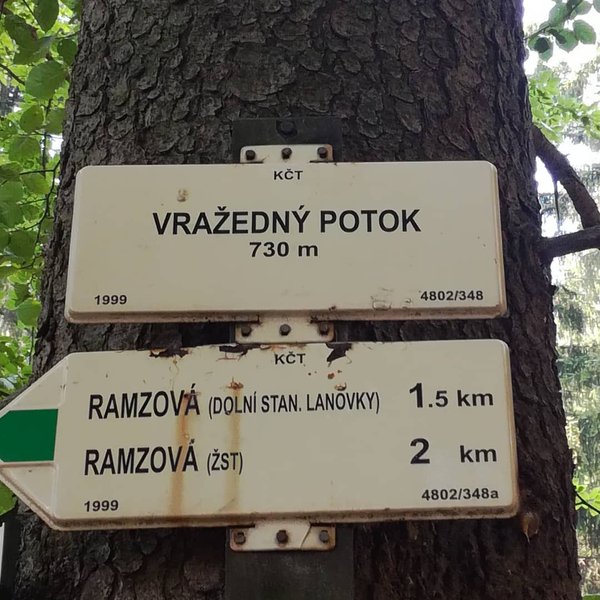 KČT
VRAŽEDNÝ POTOK
730 m
1999 4802/348
KČT
RAMZOVÁ (DOLNÍ STAN. LANOVKY) 1.5 km
RAMZOVÁ (ŽST) 2 km
1999 4802/348a